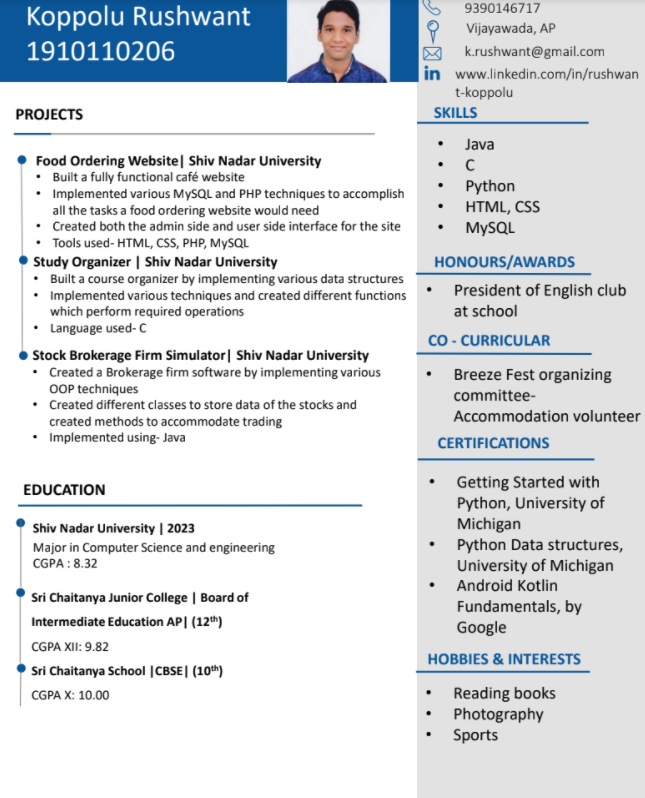 Koppolu Rushwant
1910110206
9390146717
Vijayawada, AP
k.rushwant@gmail.com
in www.linkedin.com/in/rushwan
t-koppolu
PROJECTS
Food Ordering Website| Shiv Nadar University
• Built a fully functional café website
• Implemented various MySQL and PHP techniques to accomplish
all the tasks a food ordering website would need
• Created both the admin side and user side interface for the site
• Tools used- HTML, CSS, PHP, MySQL
Study Organizer | Shiv Nadar University
• Built a course organizer by implementing various data structures
• Implemented various techniques and created different functions
which perform required operations
• Language used- C
Stock Brokerage Firm Simulator| Shiv Nadar University
• Created a Brokerage firm software by implementing various
OOP techniques
• Created different classes to store data of the stocks and
created methods to accommodate trading
• Implemented using- Java
EDUCATION
Shiv Nadar University | 2023
Major in Computer Science and engineering
CGPA : 8.32
Sri Chaitanya Junior College | Board of
Intermediate Education AP| (12th)
CGPA XII: 9.82
Sri Chaitanya School |CBSE| (10th)
CGPA X: 10.00
SKILLS
• Java
• C
• Python
• HTML, CSS
• MySQL
HONOURS/AWARDS
• President of English club
at school
CO - CURRICULAR
• Breeze Fest organizing
committee-
Accommodation volunteer
CERTIFICATIONS
• Getting Started with
Python, University of
Michigan
• Python Data structures,
University of Michigan
• Android Kotlin
Fundamentals, by
Google
HOBBIES & INTERESTS
• Reading books
• Photography
• Sports